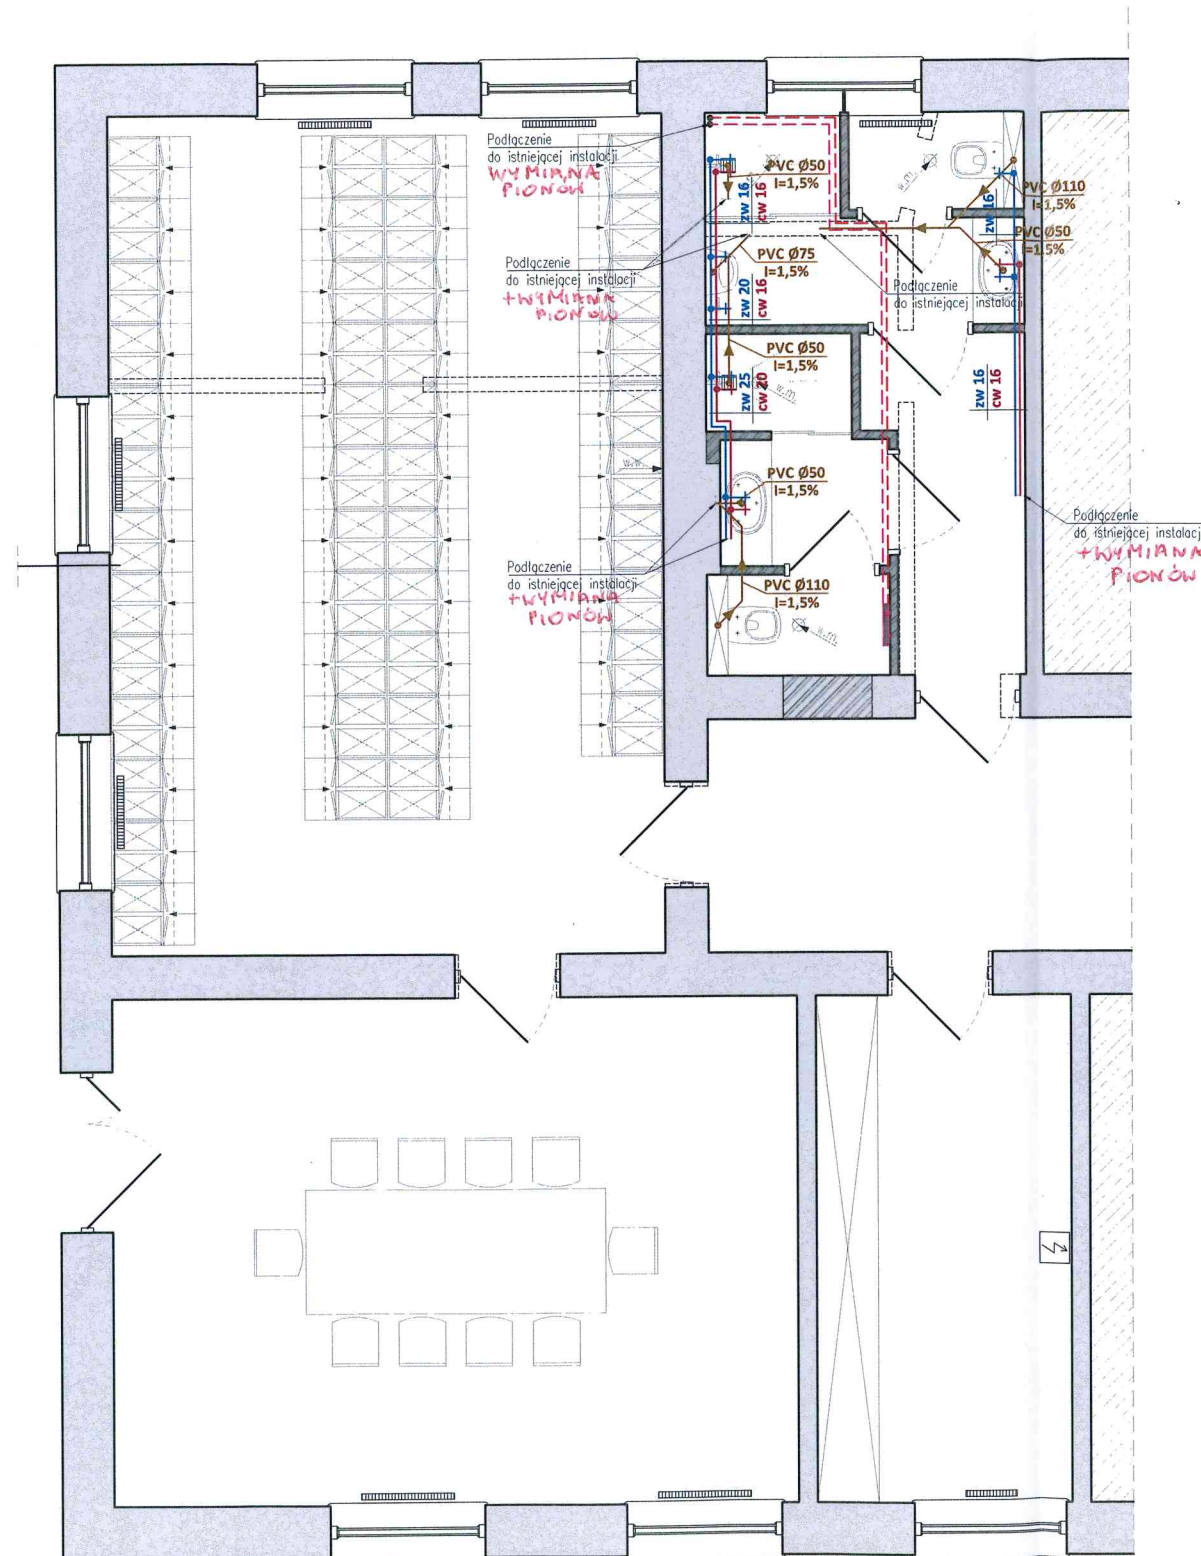 Podłączenie
do istniejącej instalacji
WYMIANA
PIONÓW
PVC Ø50
I=1,5%
zw 16
cw 16
w.m.
zw 16
PVC Ø110
I=1,5%
PVC Ø50
I=1,5%
Podłączenie
do istniejącej instalacji
+WYMIANA
PIONÓW
PVC Ø75
I=1,5%
zw 20
cw 16
Podłączenie
do istniejącej instalacji
PVC Ø50
I=1,5%
zw 25
cw 20
w.m.
zw 16
cw 16
w.m.
PVC Ø50
I=1,5%
Podłączenie
do istniejącej instalacj
+WYMIANA
PIONÓW
Podłączenie
do istniejącej instalacji
+WYMIANA
PIONÓW
PVC Ø110
I=1,5%
w.m.